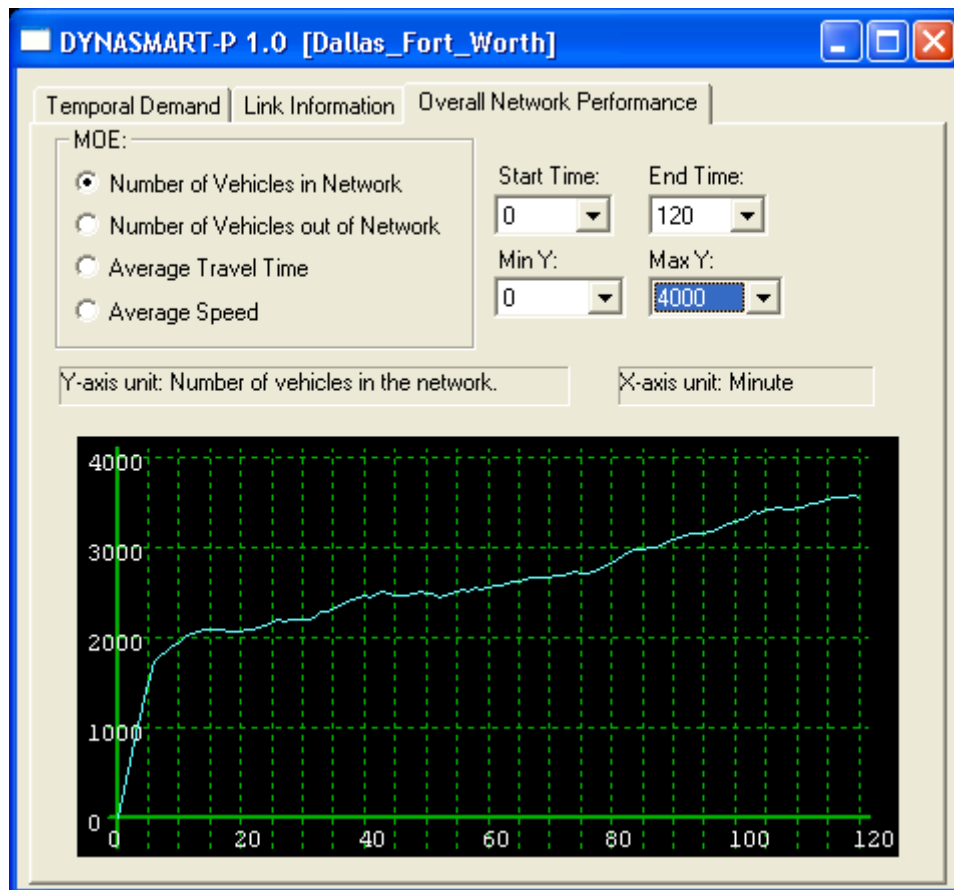 DYNASMART-P 1.0 [Dallas_Fort_Worth]
Temporal Demand Link Information Overall Network Performance
MOE:
Number of Vehicles in Network
Number of Vehicles out of Network
Average Travel Time
Average Speed
Start Time: End Time:
0 120
Min Y: Max Y:
0 4000
Y-axis unit: Number of vehicles in the network. X-axis unit: Minute
4000
3000
2000
1000
0
0 20 40 60 80 100 120